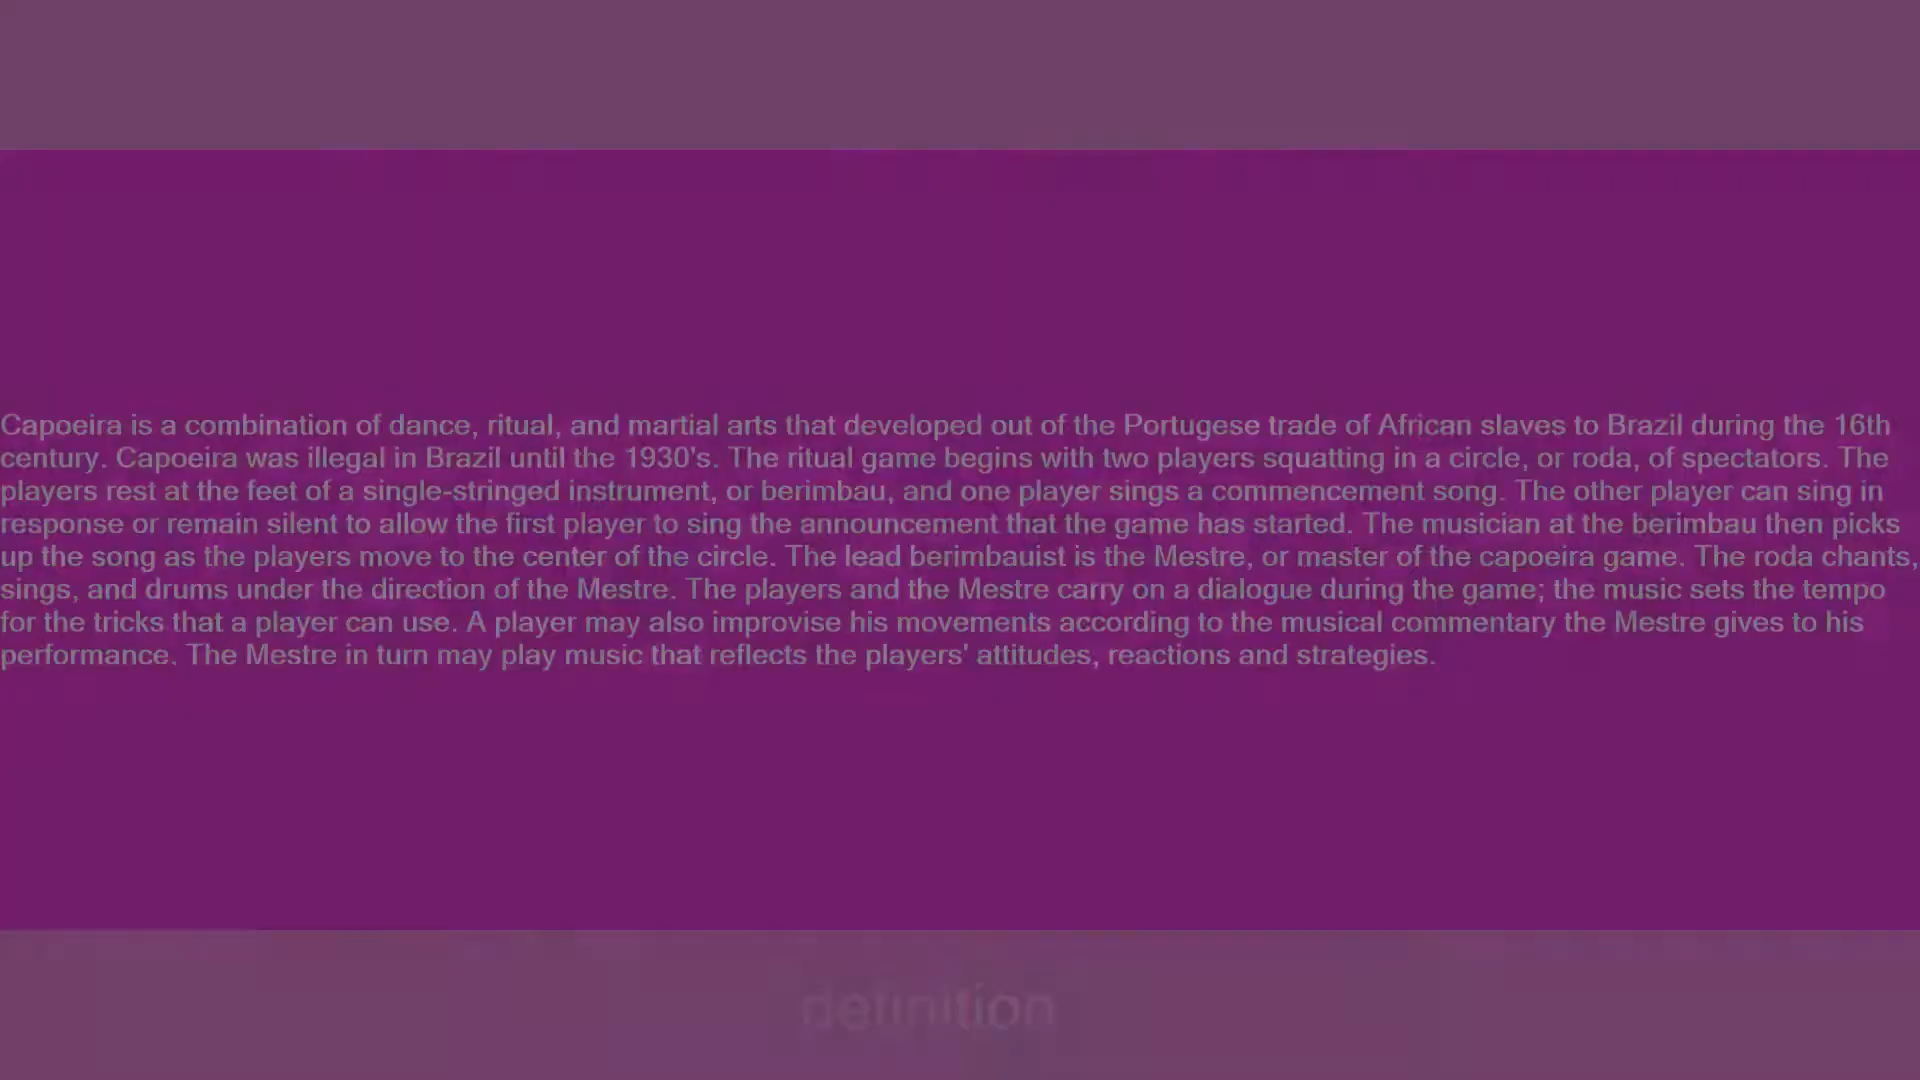 Capoeira is a combination of dance, ritual, and martial arts that developed out of the Portugese trade of African slaves to Brazil during the 16th
century. Capoeira was illegal in Brazil until the 1930's. The ritual game begins with two players squatting in a circle, or roda, of spectators. The
players rest at the feet of a single-stringed instrument, or berimbau, and one player sings a commencement song. The other player can sing in
response or remain silent to allow the first player to sing the announcement that the game has started. The musician at the berimbau then picks
up the song as the players move to the center of the circle. The lead berimbauist is the Mestre, or master of the capoeira game. The roda chants,
sings, and drums under the direction of the Mestre. The players and the Mestre carry on a dialogue during the game; the music sets the tempo
for the tricks that a player can use. A player may also improvise his movements according to the musical commentary the Mestre gives to his
performance. The Mestre in turn may play music that reflects the players' attitudes, reactions and strategies.
definition